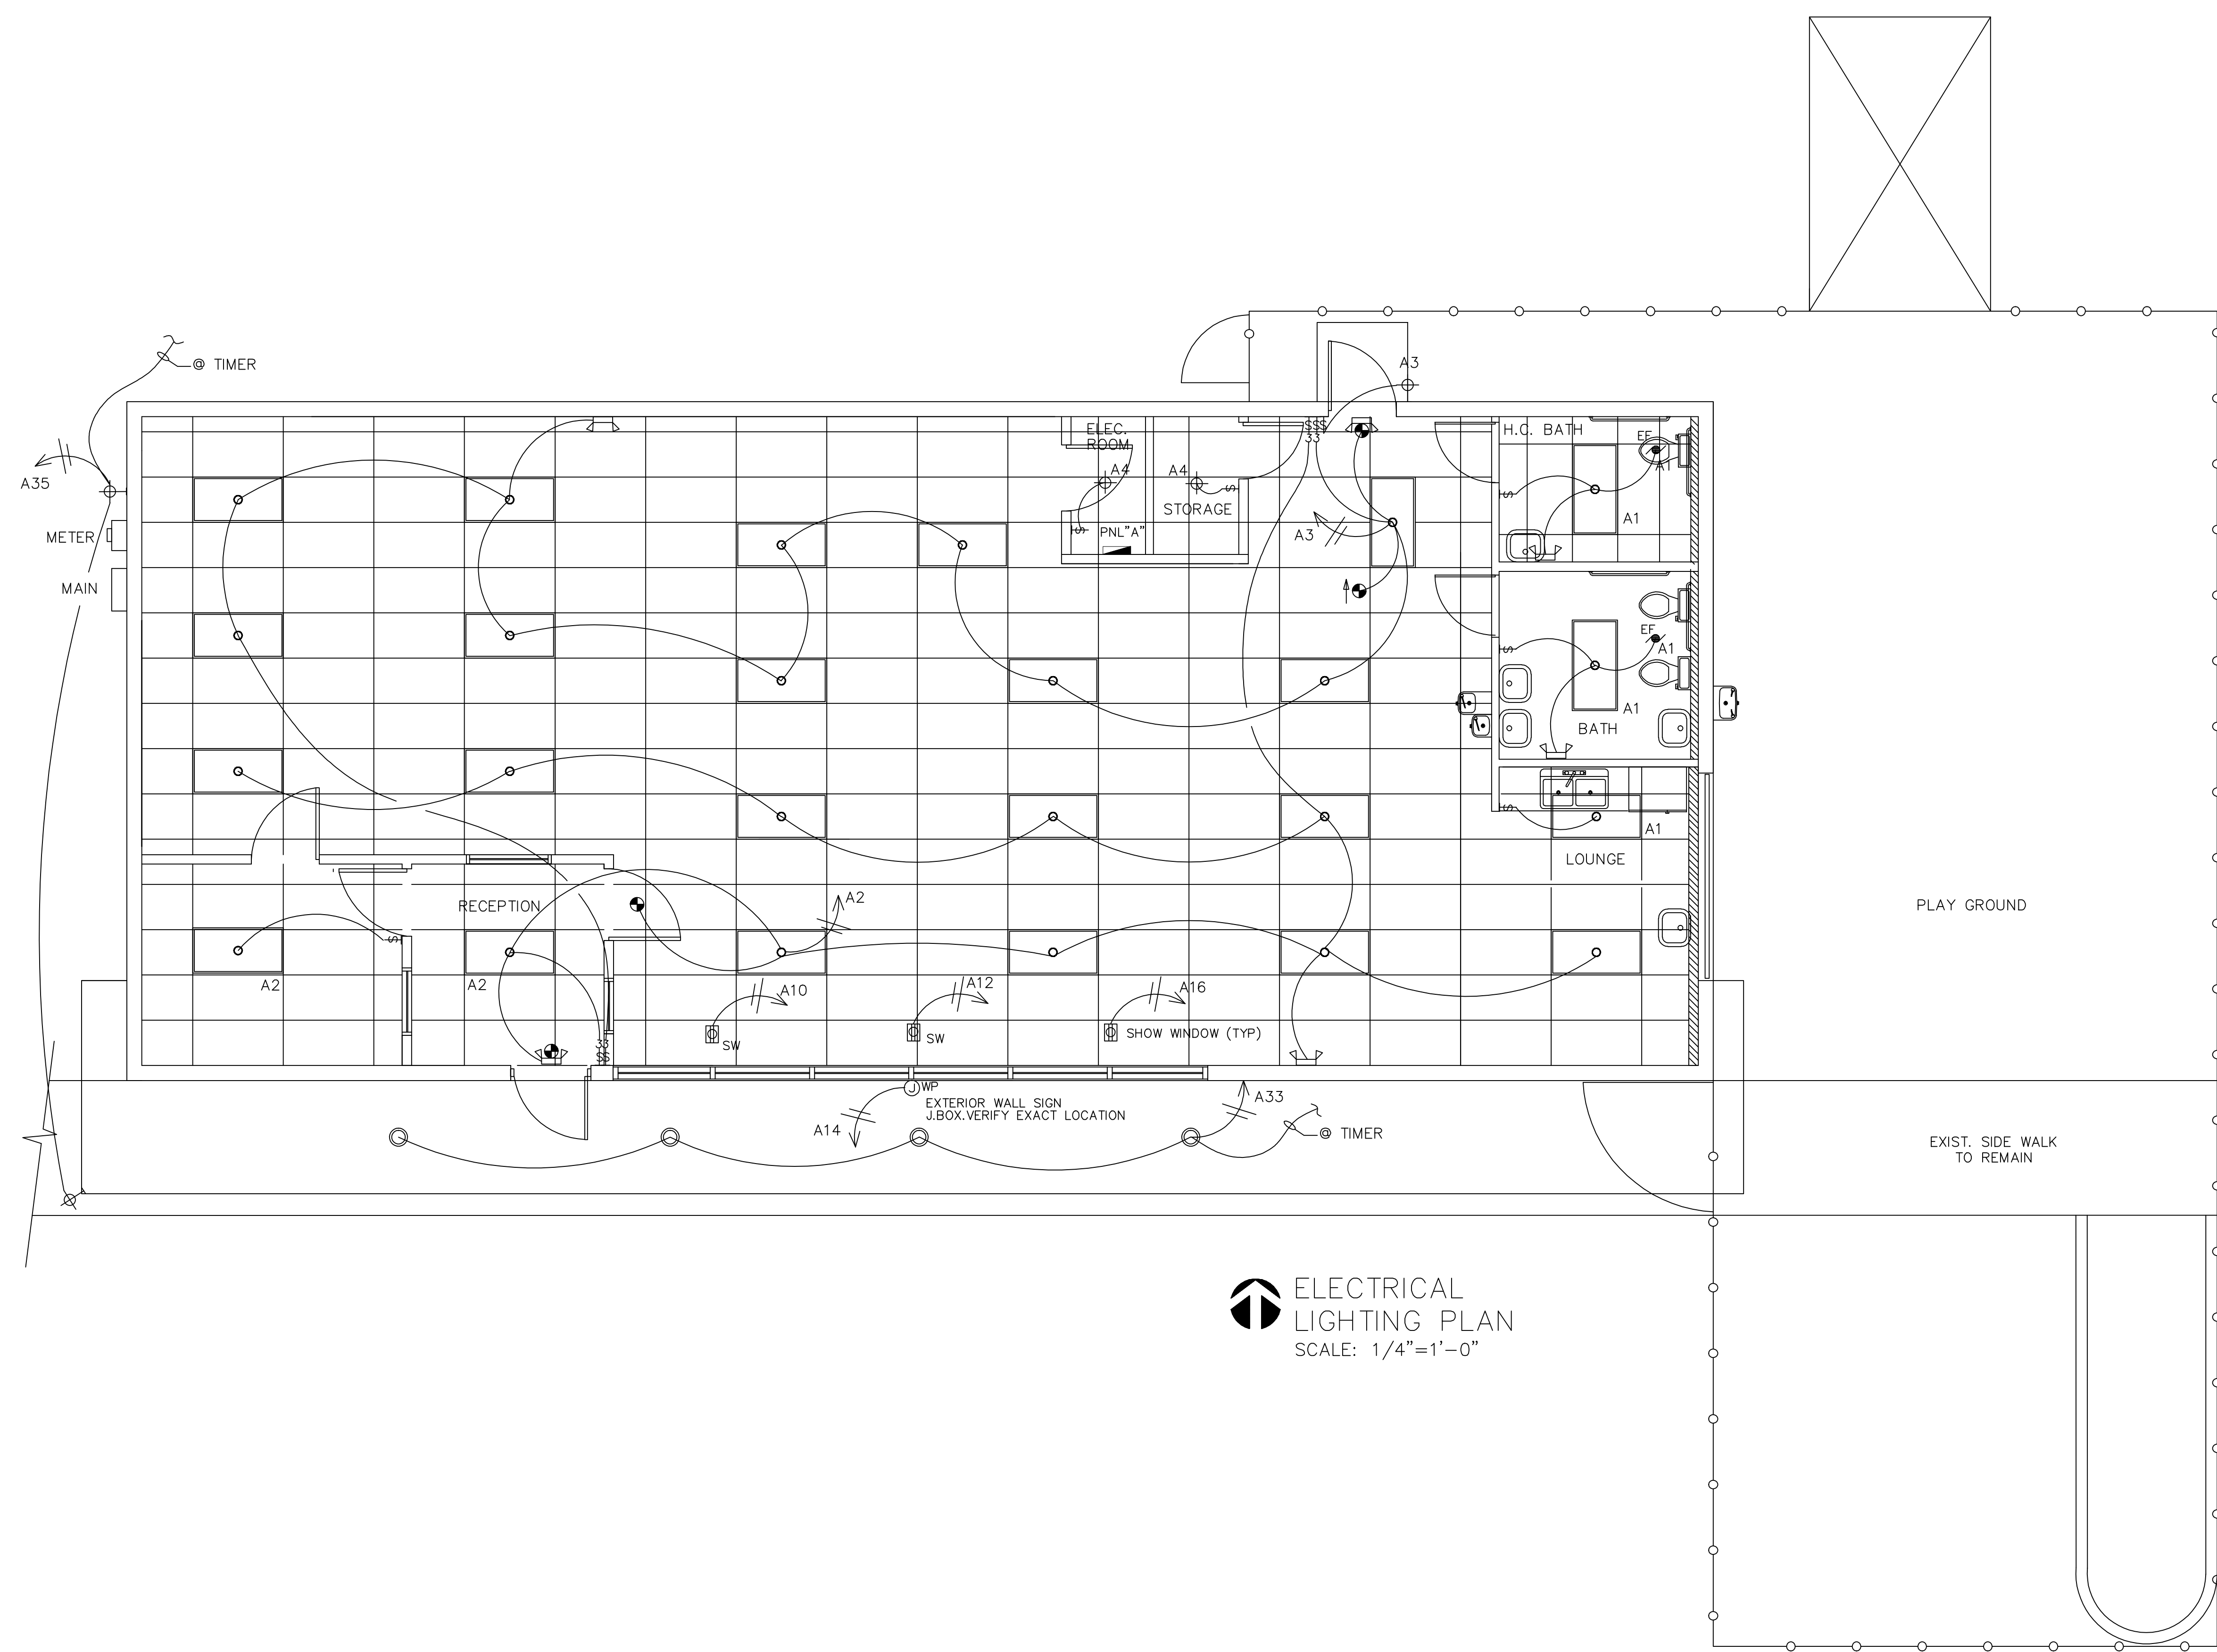 A3
@ TIMER
ELEC.
ROOM
H.C. BATH
SSS
33
EF
A1
A4
A4
S
S
A35
S
STORAGE
A1
METER
PNL"A"
S
A3
MAIN
EF
A1
S
A1
BATH
S
A1
LOUNGE
A2
RECEPTION
PLAY GROUND
S
A2
A2
A10
A12
A16
SW
SW
SHOW WINDOW (TYP)
33
SS
J
WP
EXTERIOR WALL SIGN
J.BOX.VERIFY EXACT LOCATION
A33
A14
@ TIMER
EXIST. SIDE WALK
TO REMAIN
ELECTRICAL
LIGHTING PLAN
SCALE: 1/4"=1'-0"